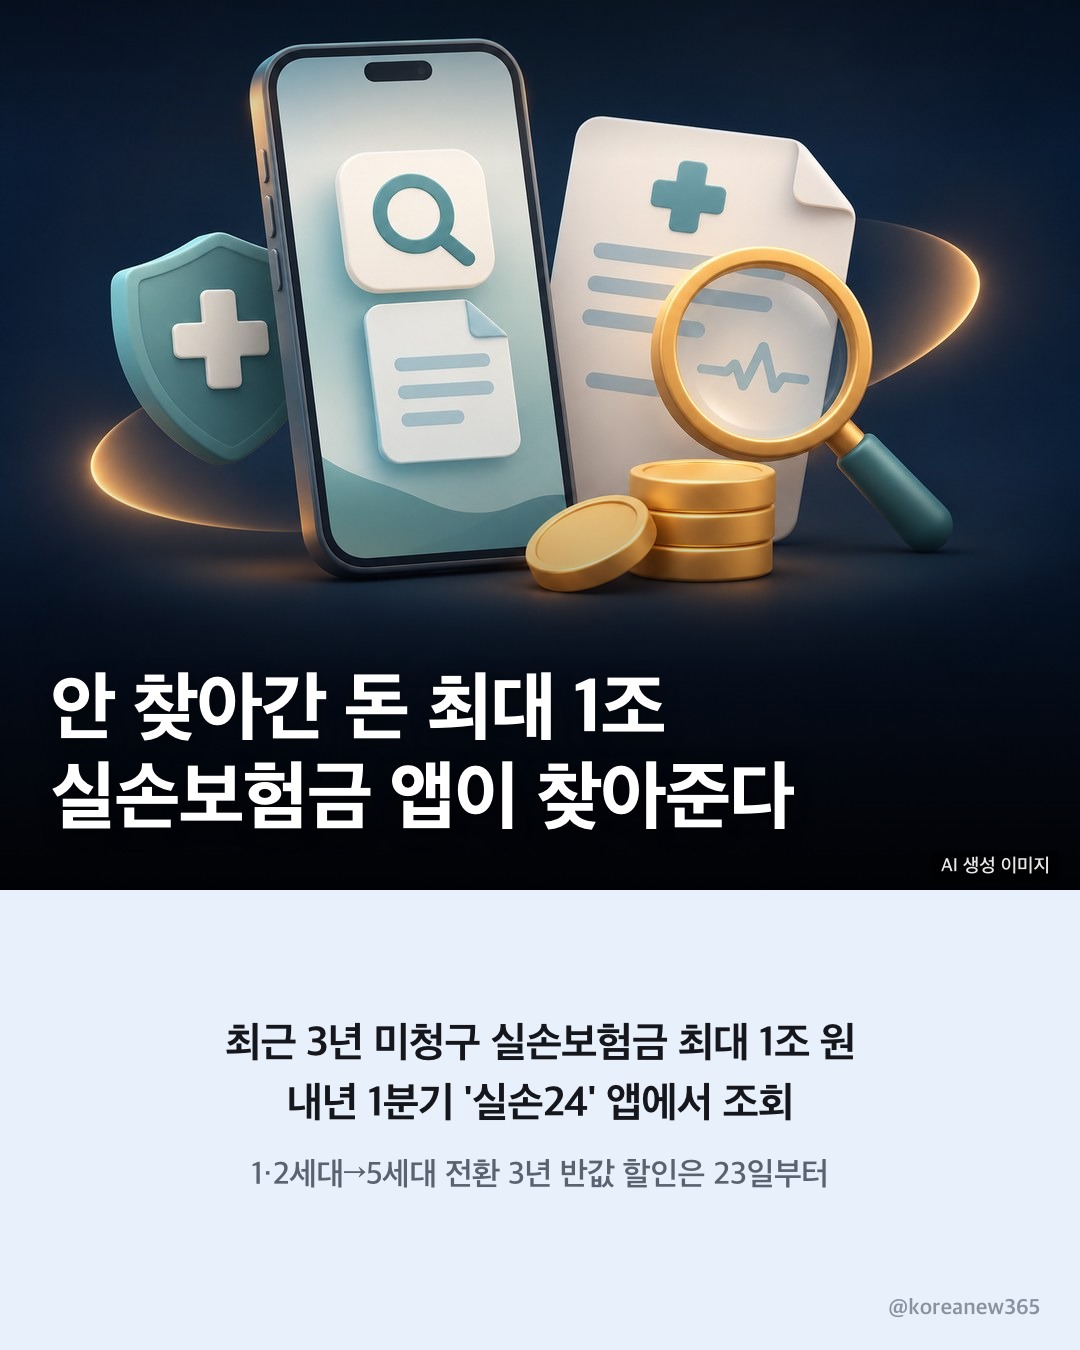 안 찾아간 돈 최대 1조
실손보험금 앱이 찾아준다
AI 생성 이미지
최근 3년 미청구 실손보험금 최대 1조 원
내년 1분기 '실손24' 앱에서 조회
1·2세대→5세대 전환 3년 반값 할인은 23일부터
@koreanew365